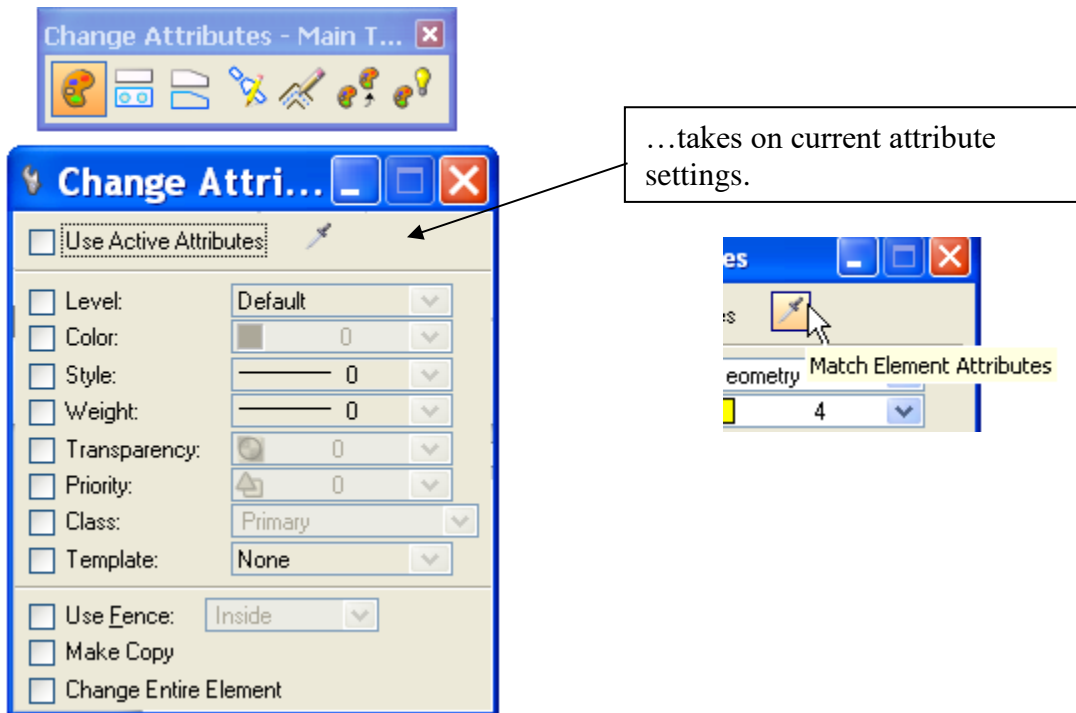 Change Attributes - Main T...
Change Attri...
Use Active Attributes
Level: Default
Color: 0
Style: 0
Weight: 0
Transparency: 0
Priority: 0
Class: Primary
Template: None
Use Fence: Inside
Make Copy
Change Entire Element
…takes on current attribute
settings.
es
s
Match Element Attributes
eometry
4